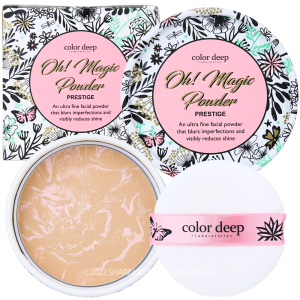 color deep
Oh! Magic
Powder
PRESTIGE
An ultra fine facial powder
that blurs imperfections and
visibly reduces shine
color deep
Oh! Magic
Powder
PRESTIGE
An ultra fine facial powder
that blurs imperfections and
visibly reduces shine
color deep